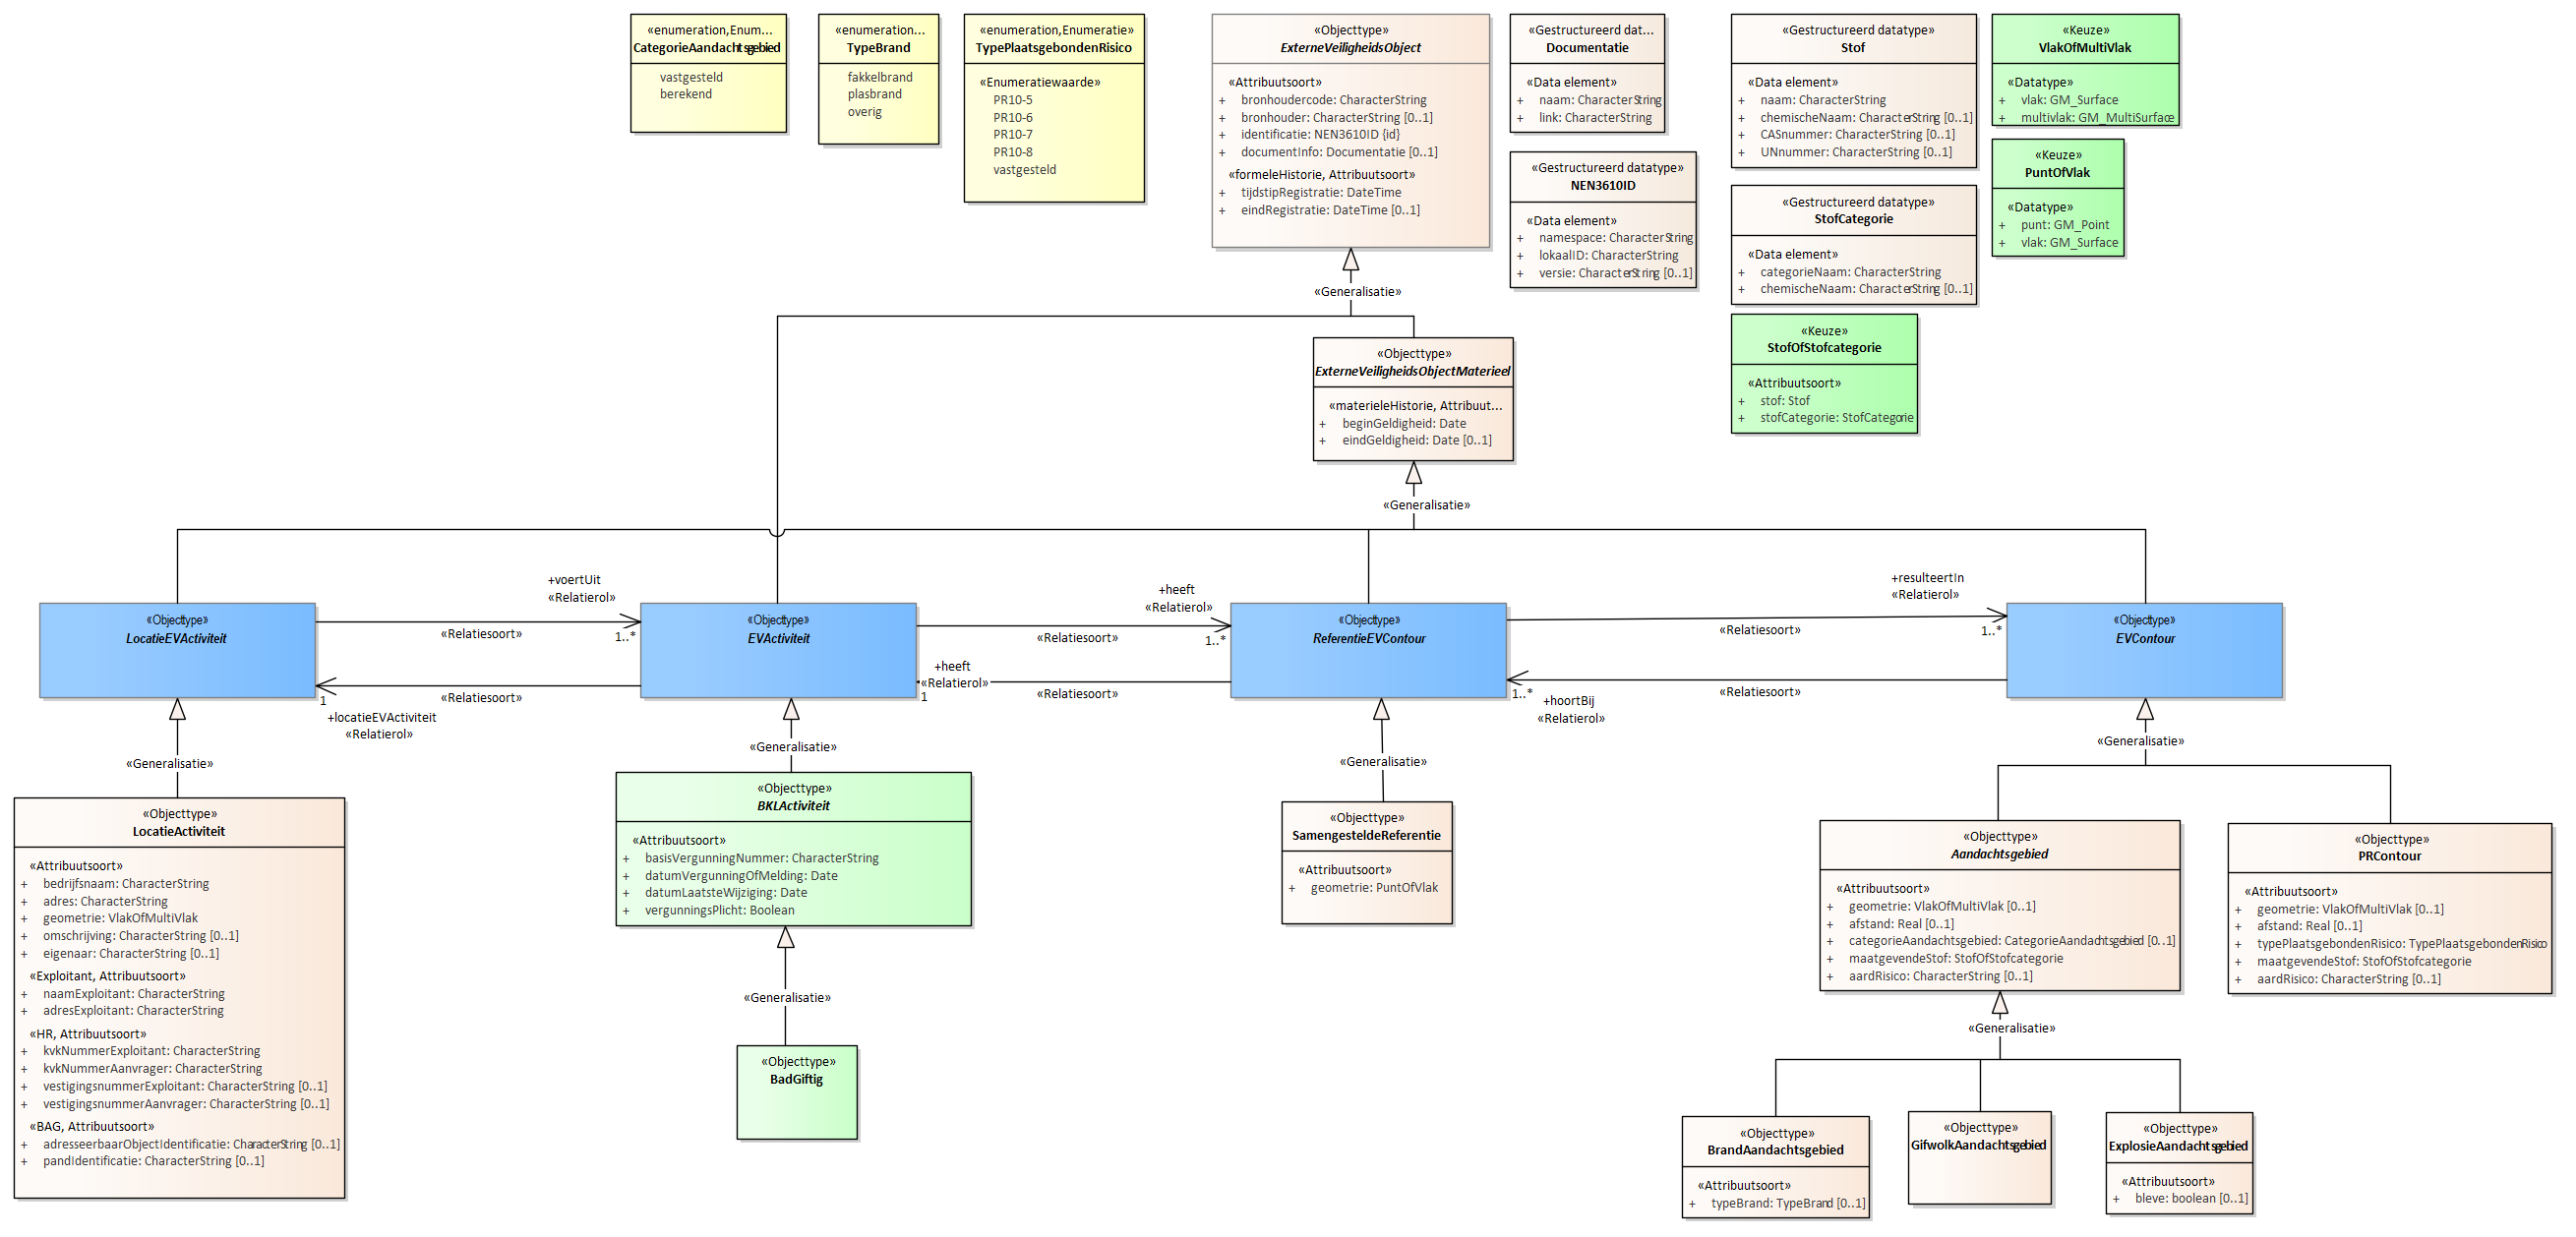 «enumeration,Enum...
CategorieAandachtsgebied
vastgesteld
berekend
«enumeration...
TypeBrand
fakkelbrand
plasbrand
overig
«enumeration,Enumeratie»
TypePlaatsgebondenRisico
«Enumeratiewaarde»
PR10-5
PR10-6
PR10-7
PR10-8
vastgesteld
«Objecttype»
ExterneVeiligheidsObject
«Attribuutsoort»
+ bronhoudercode: CharacterString
+ bronhouder: CharacterString [0..1]
+ identificatie: NEN3610ID {id}
+ documentInfo: Documentatie [0..1]
«formeleHistorie, Attribuutsoort»
+ tijdstipRegistratie: DateTime
+ eindRegistratie: DateTime [0..1]
«Gestructureerd dat...
Documentatie
«Data element»
+ naam: CharacterString
+ link: CharacterString
«Gestructureerd datatype»
NEN3610ID
«Data element»
+ namespace: CharacterString
+ lokaalID: CharacterString
+ versie: CharacterString [0..1]
«Gestructureerd datatype»
Stof
«Data element»
+ naam: CharacterString
+ chemischeNaam: CharacterString [0..1]
+ CASnummer: CharacterString [0..1]
+ UNnummer: CharacterString [0..1]
«Gestructureerd datatype»
StofCategorie
«Data element»
+ categorieNaam: CharacterString
+ chemischeNaam: CharacterString [0..1]
«Keuze»
StofOfStofcategorie
«Attribuutsoort»
+ stof: Stof
+ stofCategorie: StofCategorie
«Keuze»
VlakOfMultiVlak
«Datatype»
+ vlak: GM_Surface
+ multivlak: GM_MultiSurface
«Keuze»
PuntOfVlak
«Datatype»
+ punt: GM_Point
+ vlak: GM_Surface
«Generalisatie»
«Objecttype»
ExterneVeiligheidsObjectMaterieel
«materieleHistorie, Attribuut...
+ beginGeldigheid: Date
+ eindGeldigheid: Date [0..1]
«Generalisatie»
«Objecttype»
LocatieEVActiviteit
+voertUit
«Relatierol»
1..*
«Relatiesoort»
«Relatiesoort»
1
+locatieEVActiviteit
«Relatierol»
«Objecttype»
EVActiviteit
+heeft
«Relatierol»
1..*
«Relatiesoort»
+heeft
«Relatierol»
1
«Relatiesoort»
«Objecttype»
ReferentieEVContour
+resulteertIn
«Relatierol»
1..*
«Relatiesoort»
«Relatiesoort»
1..*
+hoortBij
«Relatierol»
«Objecttype»
EVContour
«Generalisatie»
«Objecttype»
LocatieActiviteit
«Attribuutsoort»
+ bedrijfsnaam: CharacterString
+ adres: CharacterString
+ geometrie: VlakOfMultiVlak
+ omschrijving: CharacterString [0..1]
+ eigenaar: CharacterString [0..1]
«Exploitant, Attribuutsoort»
+ naamExploitant: CharacterString
+ adresExploitant: CharacterString
«HR, Attribuutsoort»
+ kvkNummerExploitant: CharacterString
+ kvkNummerAanvrager: CharacterString
+ vestigingsnummerExploitant: CharacterString [0..1]
+ vestigingsnummerAanvrager: CharacterString [0..1]
«BAG, Attribuutsoort»
+ adresseerbaarObjectIdentificatie: CharacterString [0..1]
+ pandIdentificatie: CharacterString [0..1]
«Generalisatie»
«Objecttype»
BKLActiviteit
«Attribuutsoort»
+ basisVergunningNummer: CharacterString
+ datumVergunningOfMelding: Date
+ datumLaatsteWijziging: Date
+ vergunningsPlicht: Boolean
«Generalisatie»
«Objecttype»
BadGiftig
«Generalisatie»
«Objecttype»
SamengesteldeReferentie
«Attribuutsoort»
+ geometrie: PuntOfVlak
«Generalisatie»
«Objecttype»
Aandachtsgebied
«Attribuutsoort»
+ geometrie: VlakOfMultiVlak [0..1]
+ afstand: Real [0..1]
+ categorieAandachtsgebied: CategorieAandachtsgebied [0..1]
+ maatgevendeStof: StofOfStofcategorie
+ aardRisico: CharacterString [0..1]
«Objecttype»
PRContour
«Attribuutsoort»
+ geometrie: VlakOfMultiVlak [0..1]
+ afstand: Real [0..1]
+ typePlaatsgebondenRisico: TypePlaatsgebondenRisico
+ maatgevendeStof: StofOfStofcategorie
+ aardRisico: CharacterString [0..1]
«Generalisatie»
«Objecttype»
BrandAandachtsgebied
«Attribuutsoort»
+ typeBrand: TypeBrand [0..1]
«Objecttype»
GifwolkAandachtsgebied
«Objecttype»
ExplosieAandachtsgebied
«Attribuutsoort»
+ bleve: boolean [0..1]